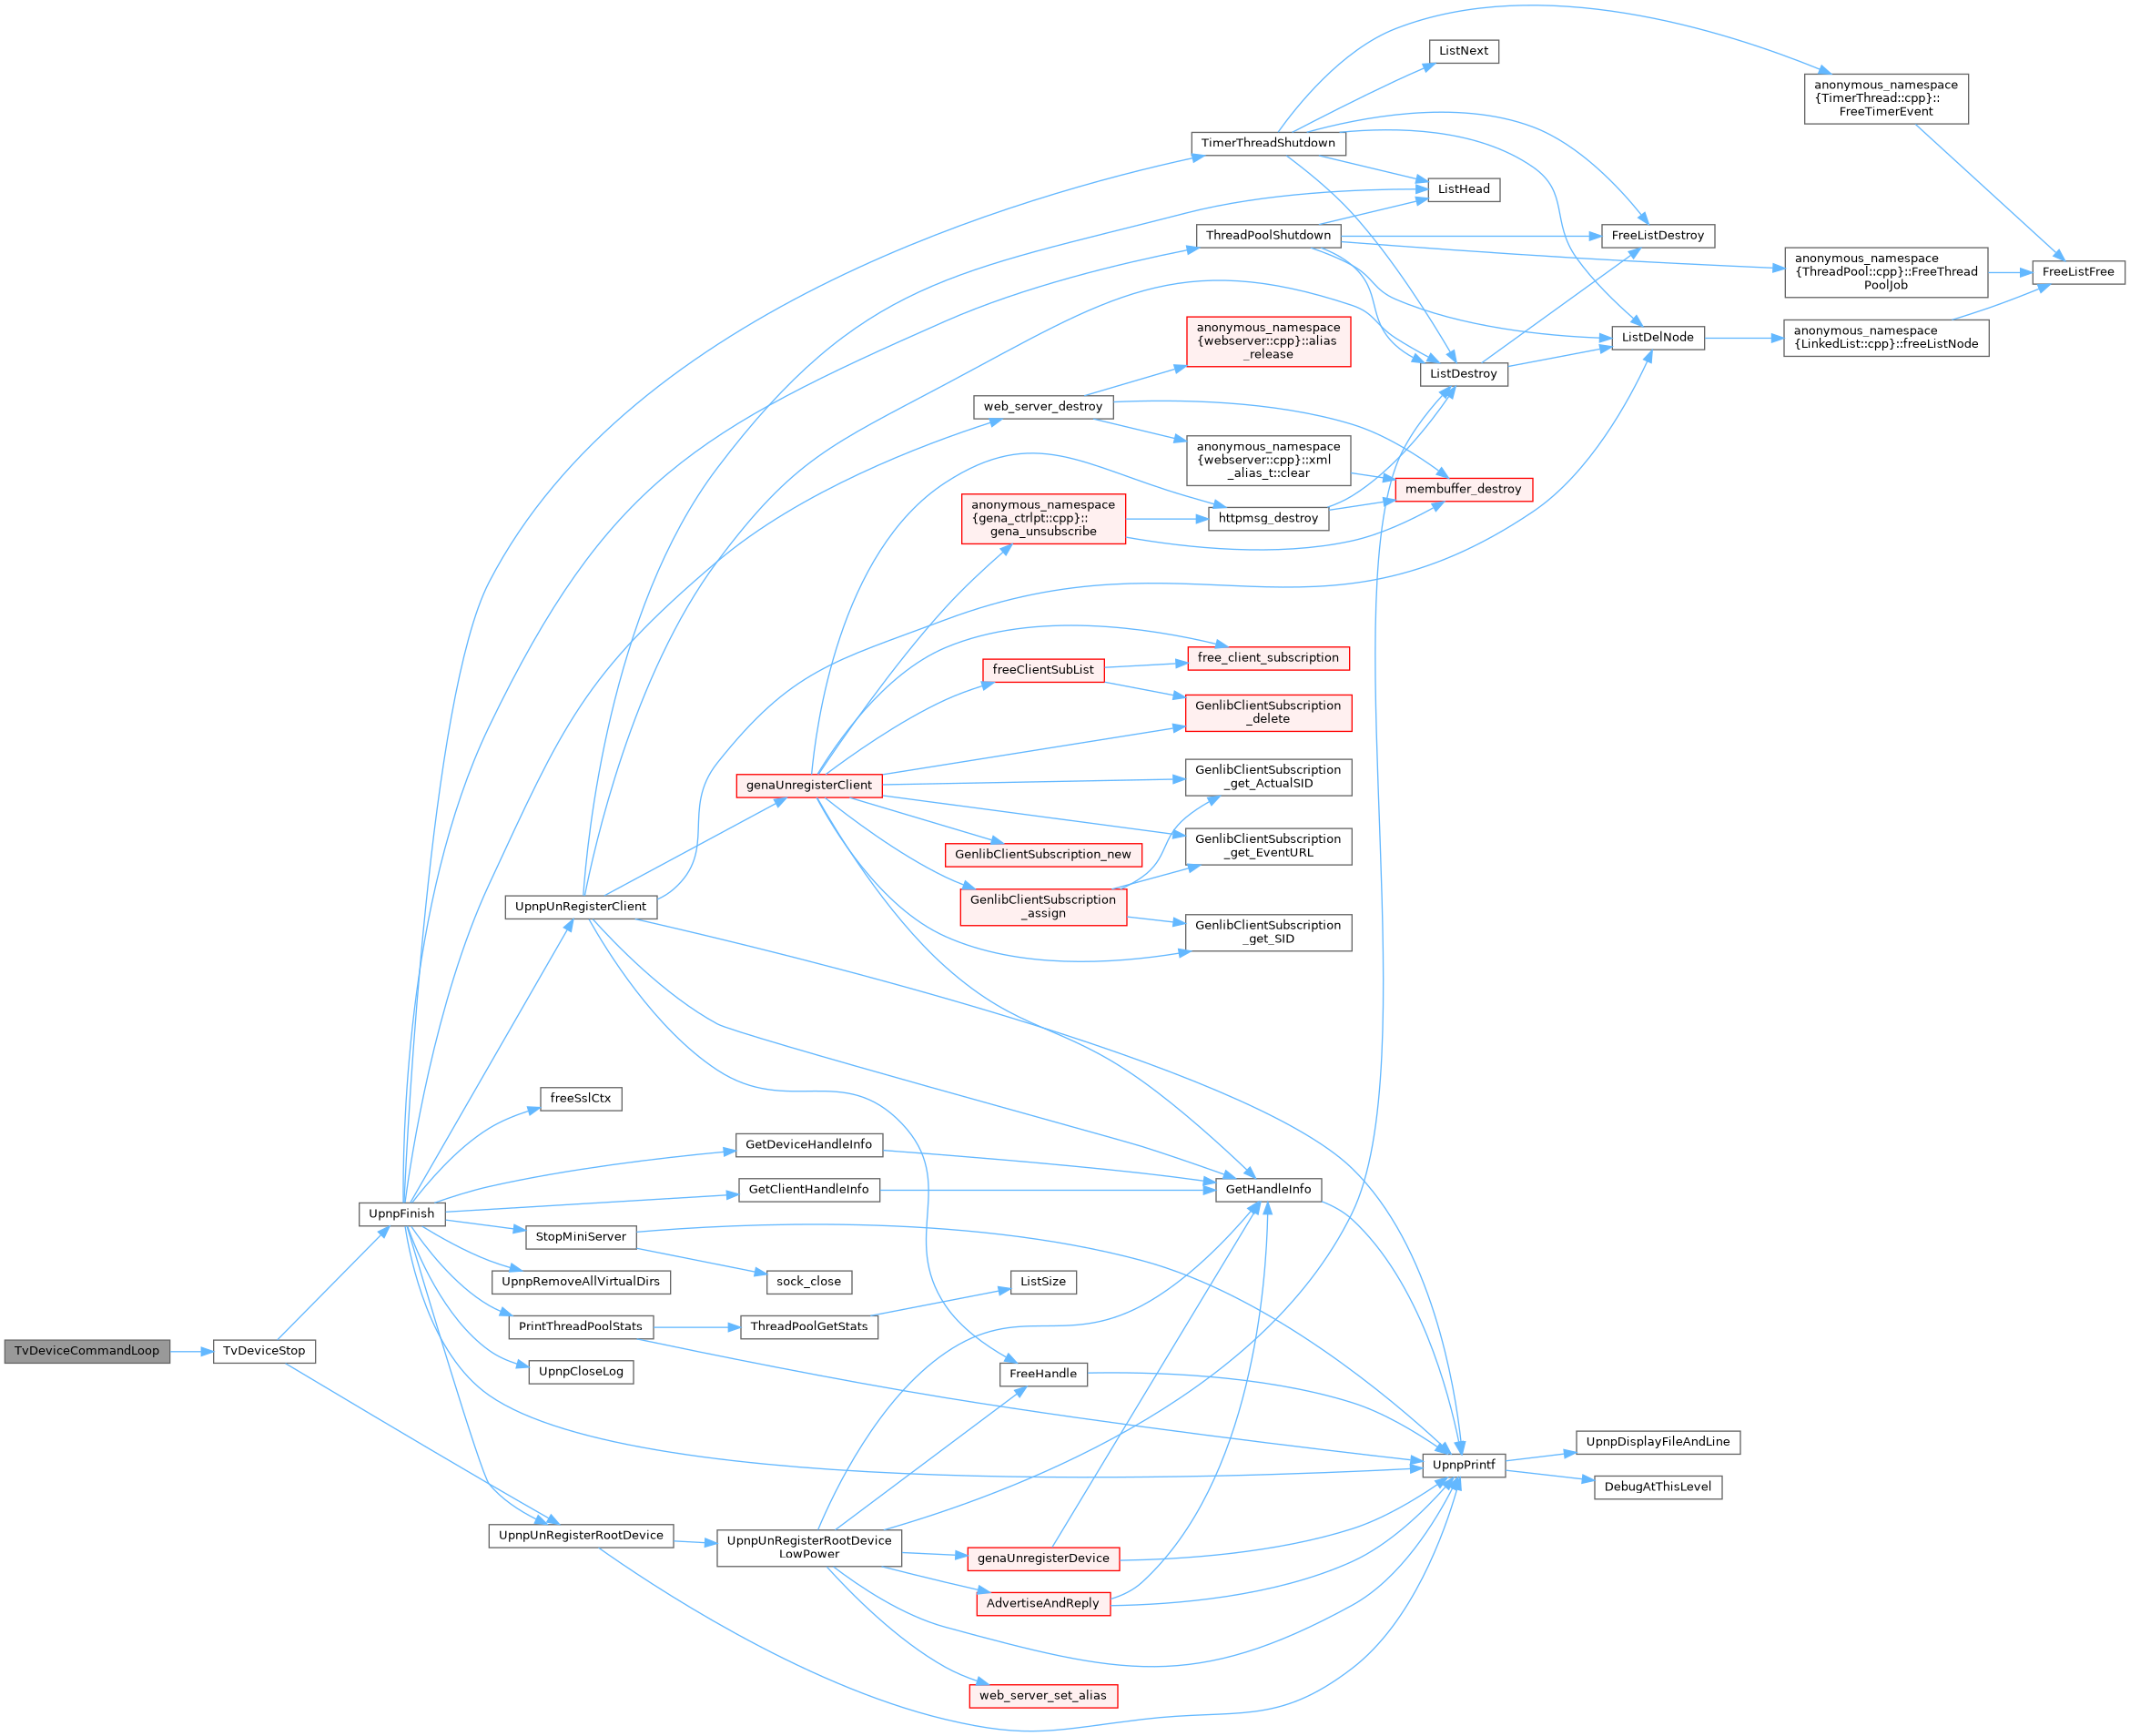 ListNext
anonymous_namespace
{TimerThread::cpp}::
FreeTimerEvent
TimerThreadShutdown
ListHead
ThreadPoolShutdown
FreeListDestroy
anonymous_namespace
{ThreadPool::cpp}::FreeThread
PoolJob
FreeListFree
anonymous_namespace
{webserver::cpp}::alias
_release
ListDelNode
anonymous_namespace
{LinkedList::cpp}::freeListNode
ListDestroy
web_server_destroy
anonymous_namespace
{webserver::cpp}::xml
_alias_t::clear
membuffer_destroy
anonymous_namespace
{gena_ctrlpt::cpp}::
gena_unsubscribe
httpmsg_destroy
free_client_subscription
freeClientSubList
GenlibClientSubscription
_delete
genaUnregisterClient
GenlibClientSubscription
_get_ActualSID
GenlibClientSubscription
_get_EventURL
GenlibClientSubscription_new
UpnpUnRegisterClient
GenlibClientSubscription
_assign
GenlibClientSubscription
_get_SID
freeSslCtx
GetDeviceHandleInfo
GetClientHandleInfo
GetHandleInfo
UpnpFinish
StopMiniServer
UpnpRemoveAllVirtualDirs
sock_close
ListSize
PrintThreadPoolStats
ThreadPoolGetStats
TvDeviceCommandLoop
TvDeviceStop
UpnpCloseLog
FreeHandle
UpnpPrintf
UpnpDisplayFileAndLine
DebugAtThisLevel
UpnpUnRegisterRootDevice
UpnpUnRegisterRootDevice
LowPower
genaUnregisterDevice
AdvertiseAndReply
web_server_set_alias